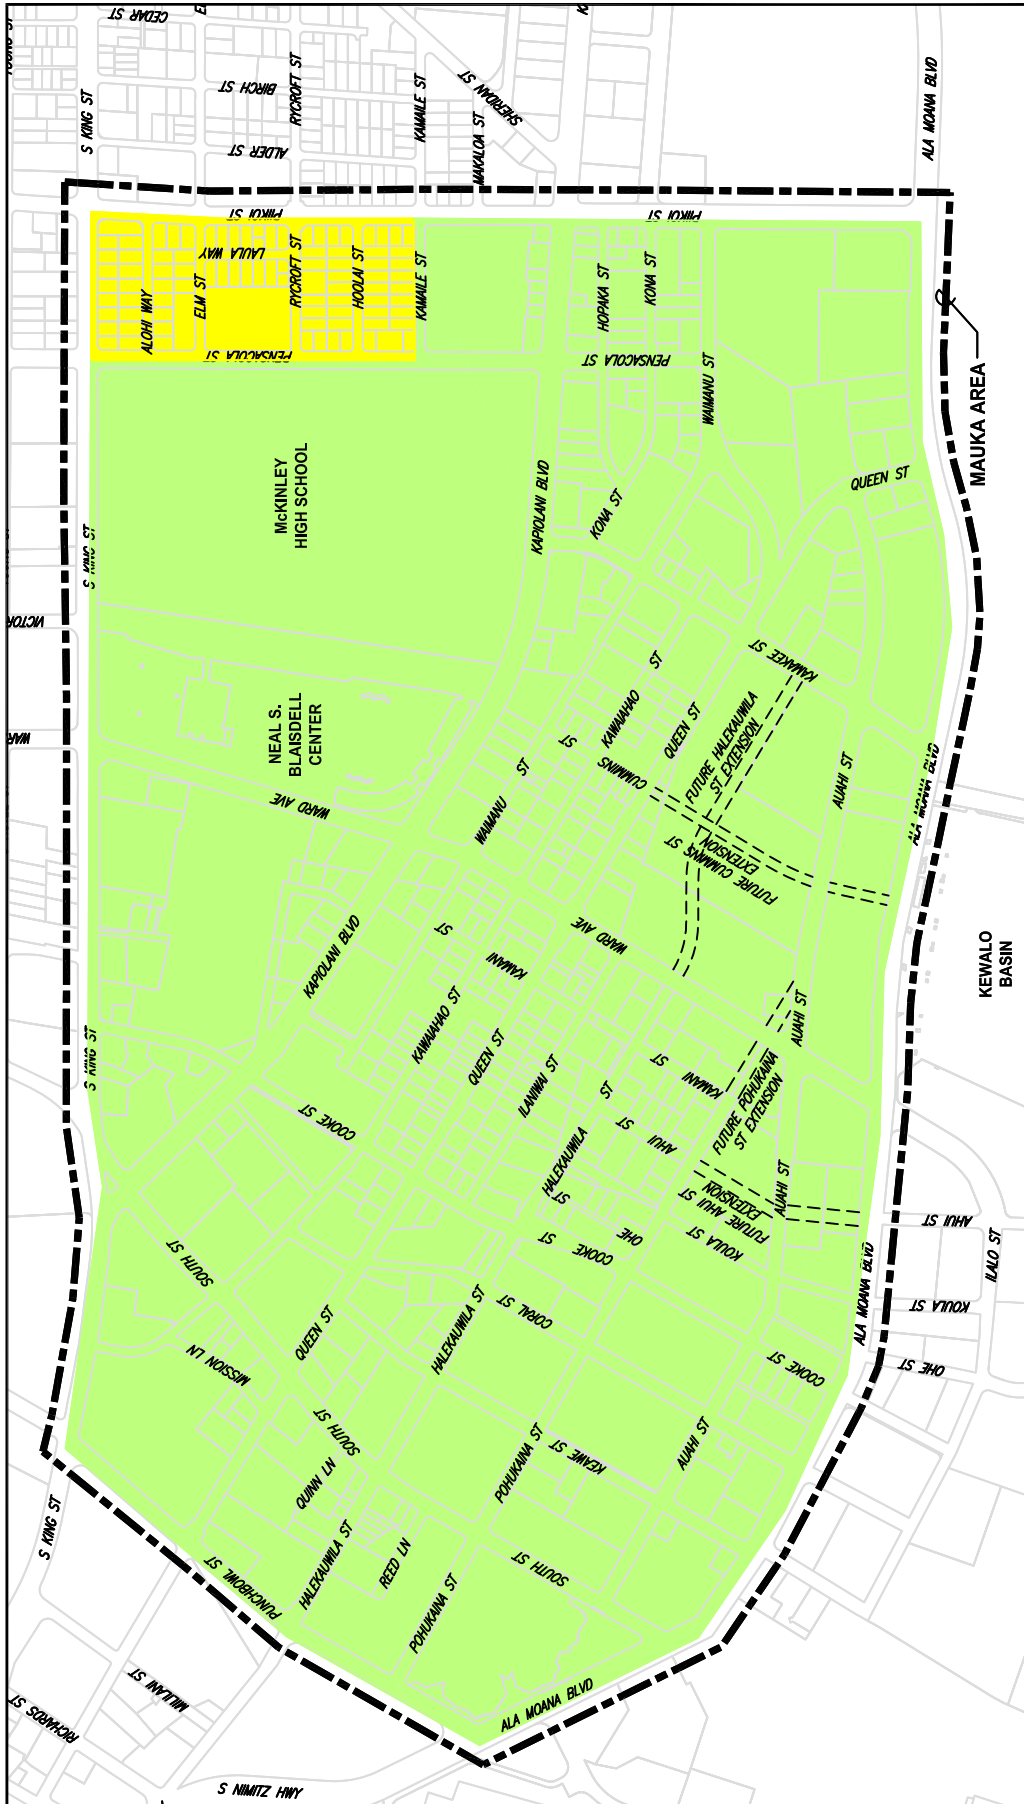 CEDAR ST
S KING ST
BIRCH ST
RYCROFT ST
KAMAILE ST
SHERIDAN ST
MAKALOA ST
ALDER ST
ALA MOANA BLVD
PIIKOI ST
PIIKOI ST
LAULA WAY
ALOHI WAY
ELM ST
RYCROFT ST
HOOLAI ST
KAMAILE ST
HOPAKA ST
KONA ST
PENSACOLA ST
PENSACOLA ST
WAIMANU ST
MAUKA AREA
McKINLEY
HIGH SCHOOL
KAPIOLANI BLVD
KONA ST
QUEEN ST
S KING ST
VICTOR
WAR
NEAL S.
BLAISDELL
CENTER
WARD AVE
WAIMANU ST
KAWAIAHAO ST
QUEEN ST
KAMAKEE ST
CUMMINS ST
FUTURE HALEKAUWILA
ST EXTENSION
FUTURE CUMMINS ST
EXTENSION
AUAHI ST
ALA MOANA BLVD
KEWALO
BASIN
KAPIOLANI BLVD
KAMANI ST
WARD AVE
KAWAIAHAO ST
QUEEN ST
ILANIWAI ST
HALEKAUWILA ST
KAMANI ST
AHUI ST
AUAHI ST
FUTURE POHUKAINA
ST EXTENSION
S KING ST
COOKE ST
OHE ST
COOKE ST
KOULA ST
FUTURE AHUI ST
EXTENSION
AUAHI ST
ALA MOANA BLVD
AHUI ST
ILALO ST
KOULA ST
OHE ST
SOUTH ST
MISSION LN
QUEEN ST
HALEKAUWILA ST
CORAL ST
COOKE ST
SOUTH ST
QUINN LN
POHUKAINA ST
KEAWE ST
AUAHI ST
S KING ST
PUNCHBOWL ST
HALEKAUWILA ST
REED LN
POHUKAINA ST
SOUTH ST
ALA MOANA BLVD
MILILANI ST
RICHARDS ST
S NIMITZ HWY